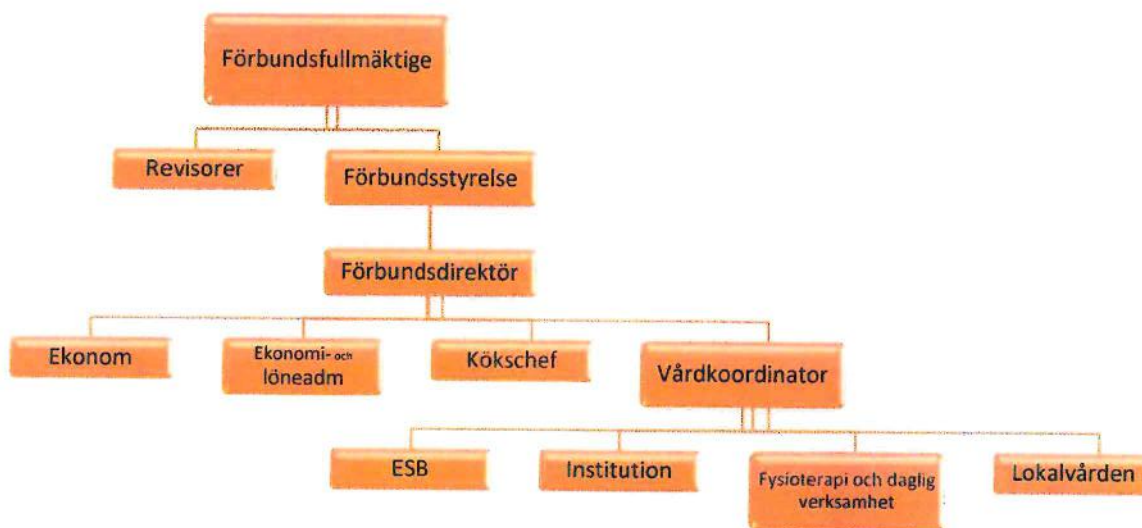 Förbundsfullmäktige
Revisorer
Förbundsstyrelse
Förbundsdirektör
Ekonom
Ekonomi- och
löneadm
Kökschef
Vårdkoordinator
ESB
Institution
Fysioterapi och daglig
verksamhet
Lokalvården